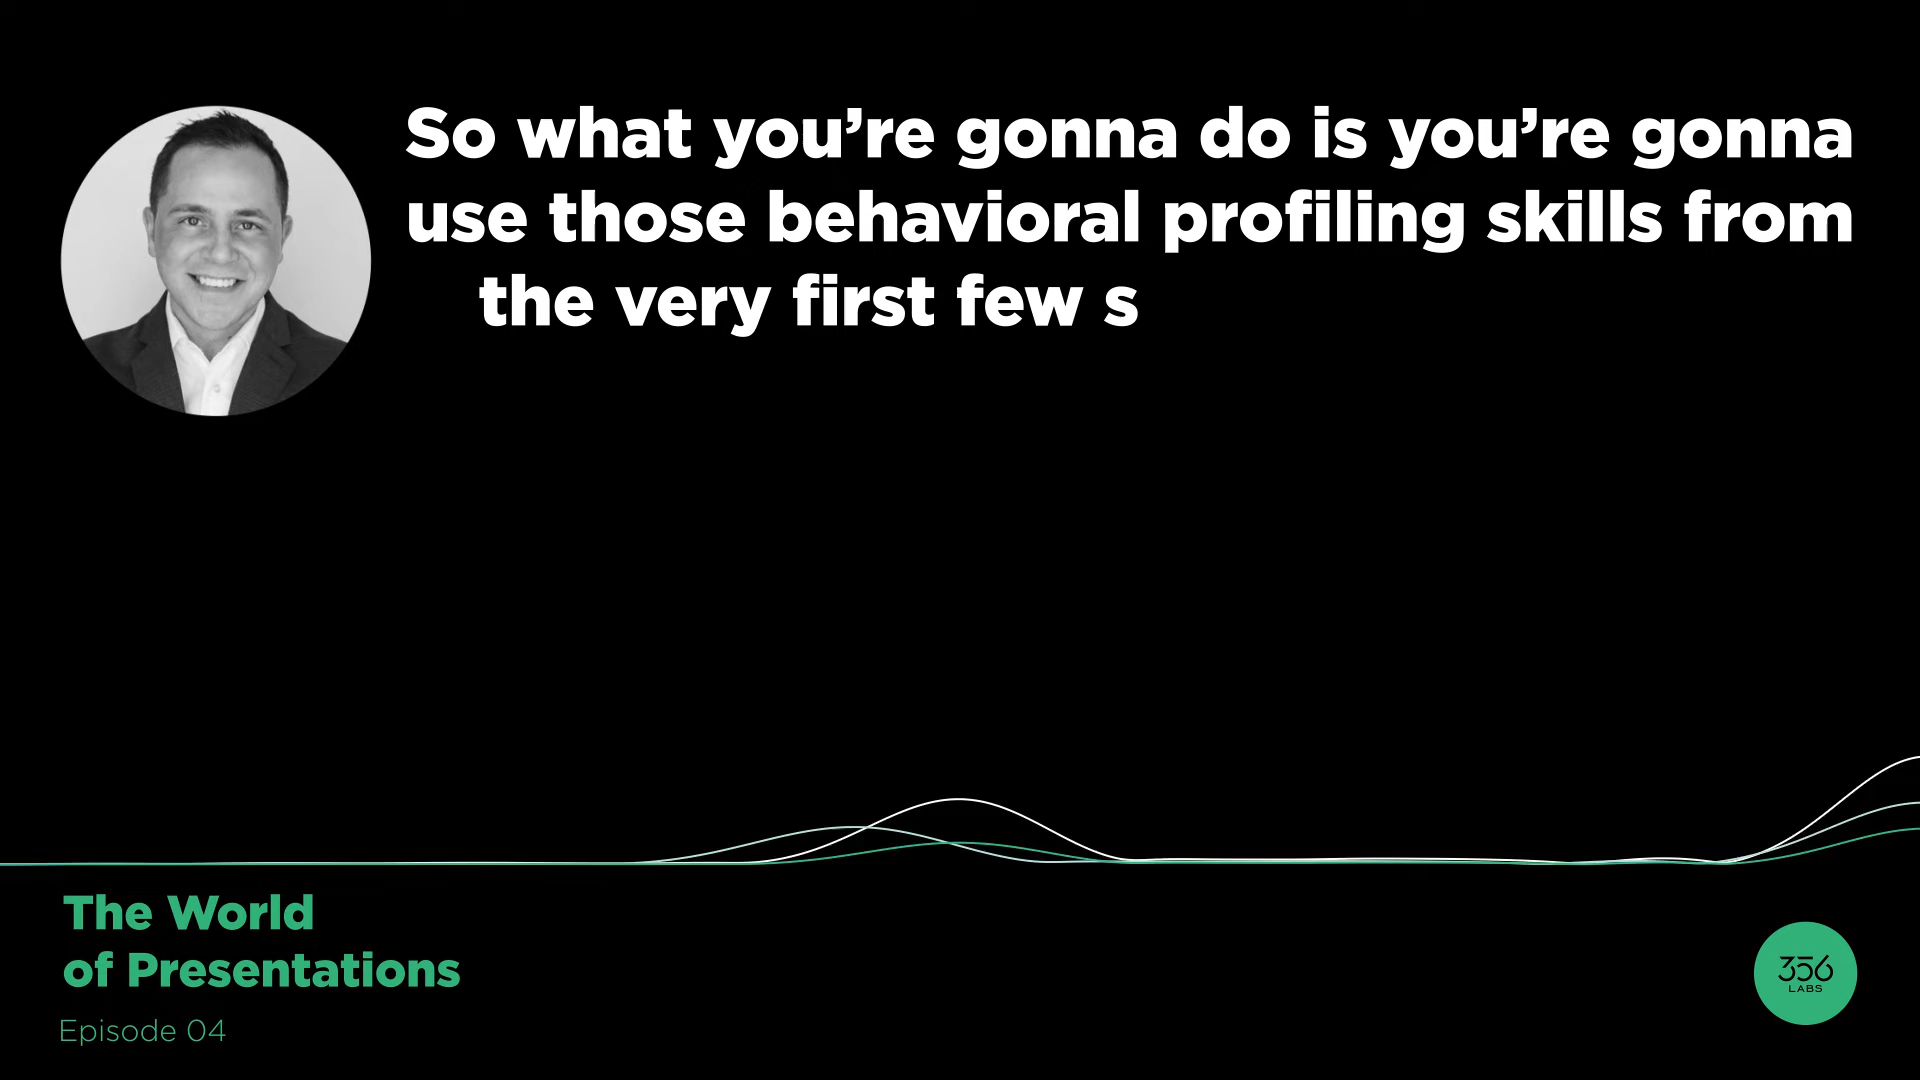 So what you’re gonna do is you’re gonna
use those behavioral profiling skills from
the very first few s
The World
of Presentations
Episode 04
356
LABS